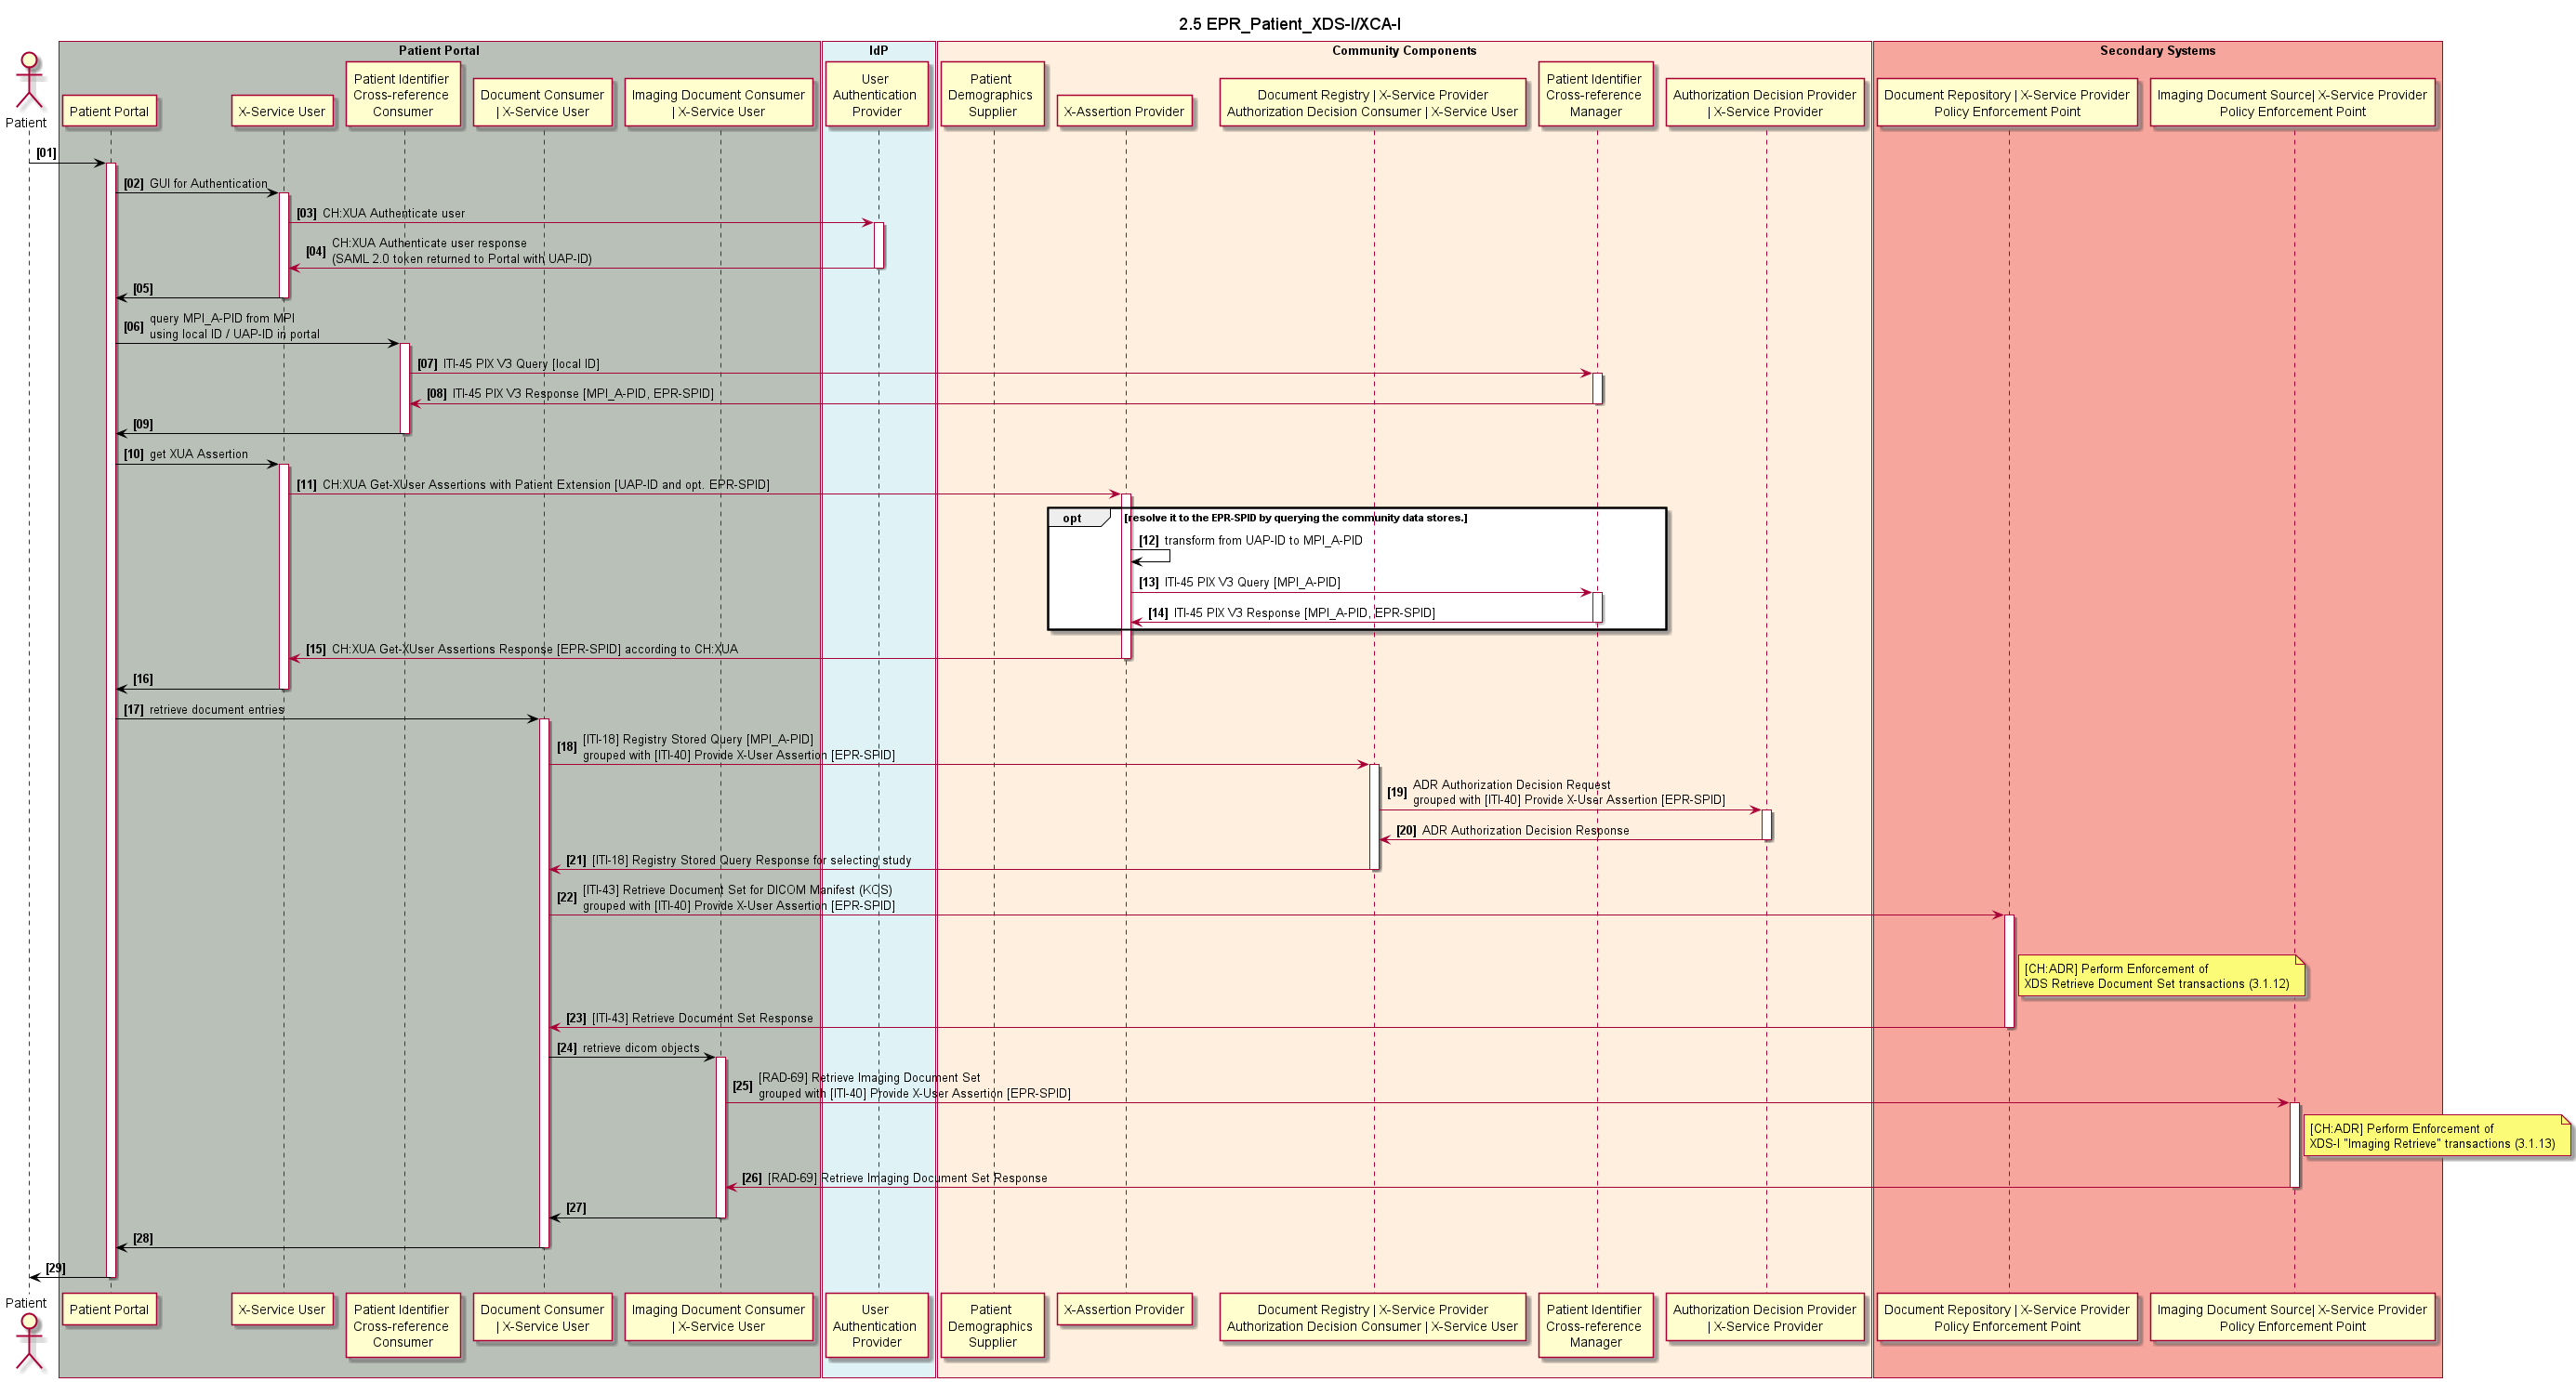 2.5 EPR_Patient_XDS-I/XCA-I
Patient Portal
IdP
Community Components
Secondary Systems
Patient
Patient Portal
X-Service User
Patient Identifier
Cross-reference
Consumer
Document Consumer
| X-Service User
Imaging Document Consumer
| X-Service User
User
Authentication
Provider
Patient
Demographics
Supplier
X-Assertion Provider
Document Registry | X-Service Provider
Authorization Decision Consumer | X-Service User
Patient Identifier
Cross-reference
Manager
Authorization Decision Provider
| X-Service Provider
Document Repository | X-Service Provider
Policy Enforcement Point
Imaging Document Source| X-Service Provider
Policy Enforcement Point
[01]
[02] GUI for Authentication
[03] CH:XUA Authenticate user
[04] CH:XUA Authenticate user response
(SAML 2.0 token returned to Portal with UAP-ID)
[05]
[06] query MPI_A-PID from MPI
using local ID / UAP-ID in portal
[07] ITI-45 PIX V3 Query [local ID]
[08] ITI-45 PIX V3 Response [MPI_A-PID, EPR-SPID]
[09]
[10] get XUA Assertion
[11] CH:XUA Get-XUser Assertions with Patient Extension [UAP-ID and opt. EPR-SPID]
opt [resolve it to the EPR-SPID by querying the community data stores.]
[12] transform from UAP-ID to MPI_A-PID
[13] ITI-45 PIX V3 Query [MPI_A-PID]
[14] ITI-45 PIX V3 Response [MPI_A-PID, EPR-SPID]
[15] CH:XUA Get-XUser Assertions Response [EPR-SPID] according to CH:XUA
[16]
[17] retrieve document entries
[18] [ITI-18] Registry Stored Query [MPI_A-PID]
grouped with [ITI-40] Provide X-User Assertion [EPR-SPID]
[19] ADR Authorization Decision Request
grouped with [ITI-40] Provide X-User Assertion [EPR-SPID]
[20] ADR Authorization Decision Response
[21] [ITI-18] Registry Stored Query Response for selecting study
[22] [ITI-43] Retrieve Document Set for DICOM Manifest (KOS)
grouped with [ITI-40] Provide X-User Assertion [EPR-SPID]
[CH:ADR] Perform Enforcement of
XDS Retrieve Document Set transactions (3.1.12)
[23] [ITI-43] Retrieve Document Set Response
[24] retrieve dicom objects
[25] [RAD-69] Retrieve Imaging Document Set
grouped with [ITI-40] Provide X-User Assertion [EPR-SPID]
[CH:ADR] Perform Enforcement of
XDS-I "Imaging Retrieve" transactions (3.1.13)
[26] [RAD-69] Retrieve Imaging Document Set Response
[27]
[28]
[29]
Patient
Patient Portal
X-Service User
Patient Identifier
Cross-reference
Consumer
Document Consumer
| X-Service User
Imaging Document Consumer
| X-Service User
User
Authentication
Provider
Patient
Demographics
Supplier
X-Assertion Provider
Document Registry | X-Service Provider
Authorization Decision Consumer | X-Service User
Patient Identifier
Cross-reference
Manager
Authorization Decision Provider
| X-Service Provider
Document Repository | X-Service Provider
Policy Enforcement Point
Imaging Document Source| X-Service Provider
Policy Enforcement Point